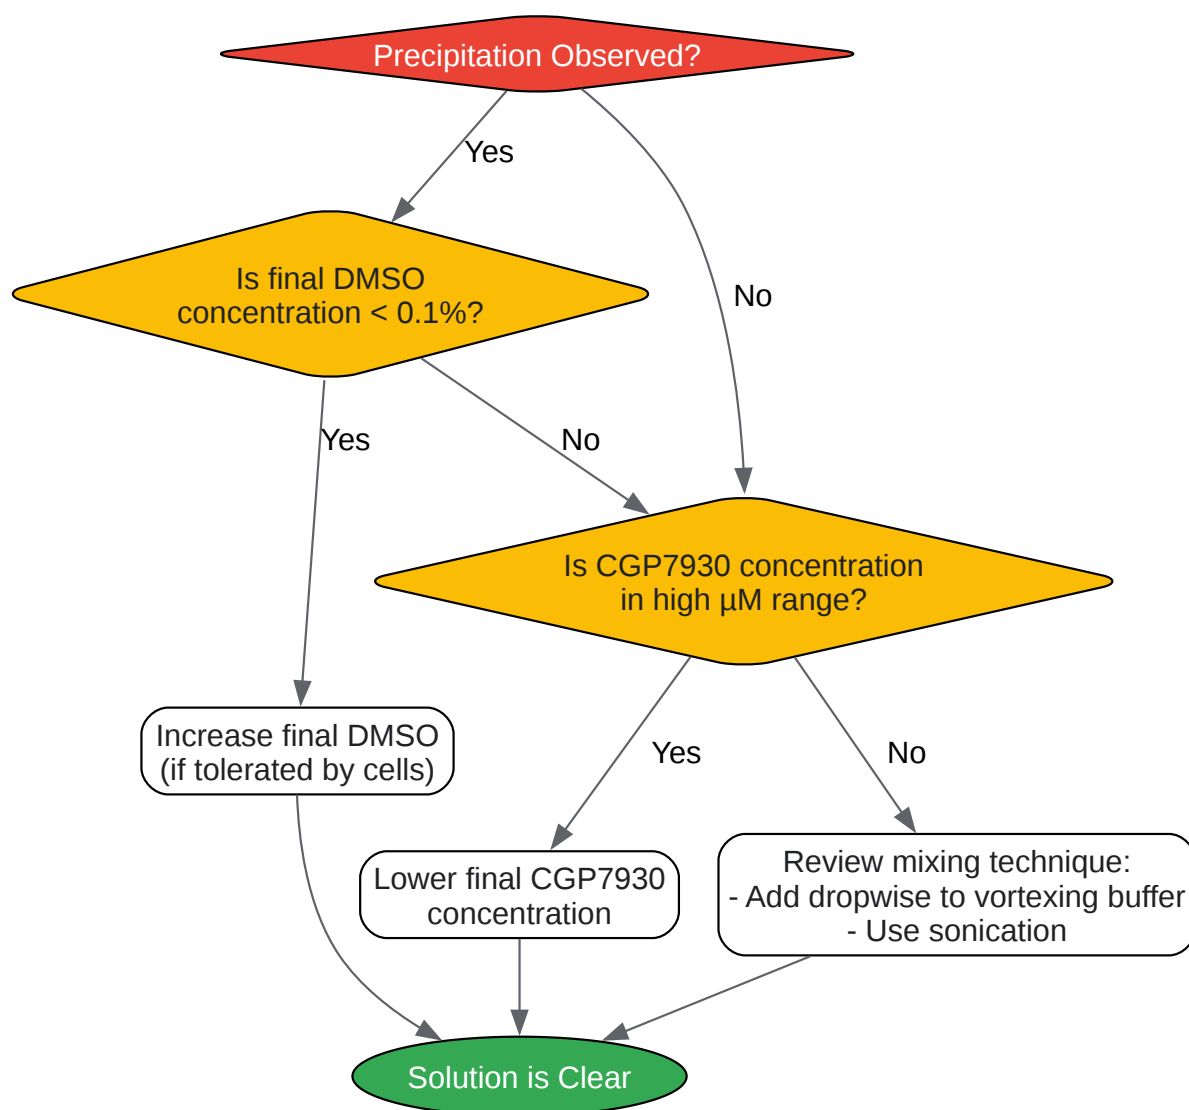 Precipitation Observed?
Yes
Is final DMSO
concentration < 0.1%?
No
Yes
No
Is CGP7930 concentration
in high µM range?
Increase final DMSO
(if tolerated by cells)
Yes
No
Lower final CGP7930
concentration
Review mixing technique:
- Add dropwise to vortexing buffer
- Use sonication
Solution is Clear